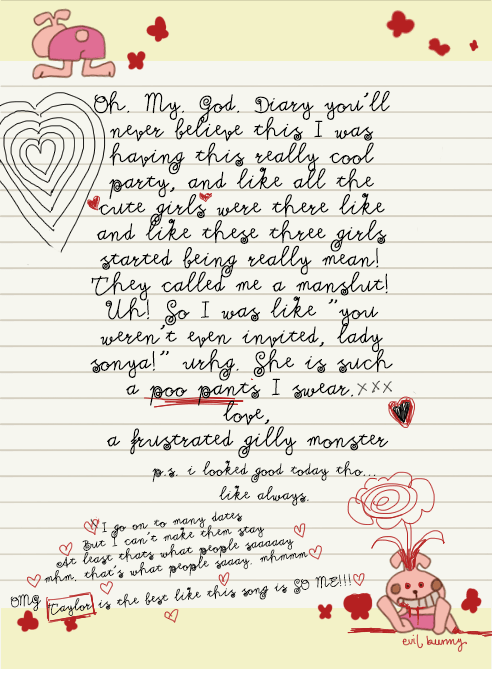 Oh. My. God. Diary you'll
never believe this I was
having this really cool
party, and like all the
cute girls were there like
and like these three girls
started being really mean!
They called me a manslut!
Uh! So I was like "you
weren't even invited, lady
sonya!" urhg. She is such
a poo pants I swear. xxx
love,
a frustrated gilly monster
p.s. i looked good today tho...
like always.
I go on to many dates
But I can't make them stay
At least thats what people saaaaay
mhm. that's what people saaay. mhmmm
OMG Taylor is the best like this song is SO ME!!!
evil bunny